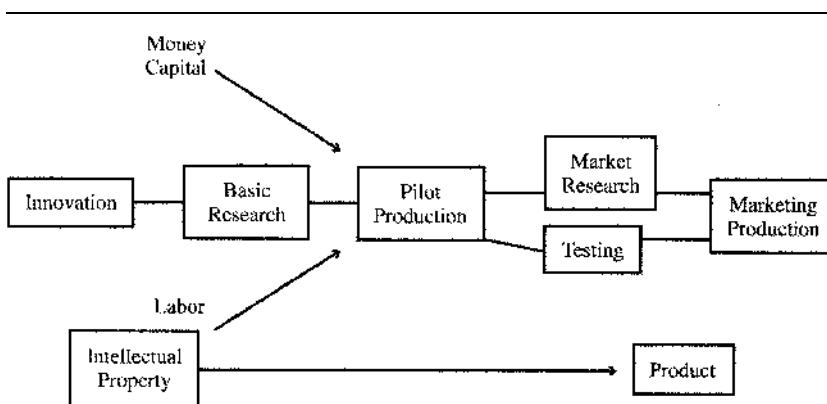 Money
Capital
Innovation
Basic
Research
Pilot
Production
Market
Research
Testing
Marketing
Production
Labor
Intellectual
Property
Product